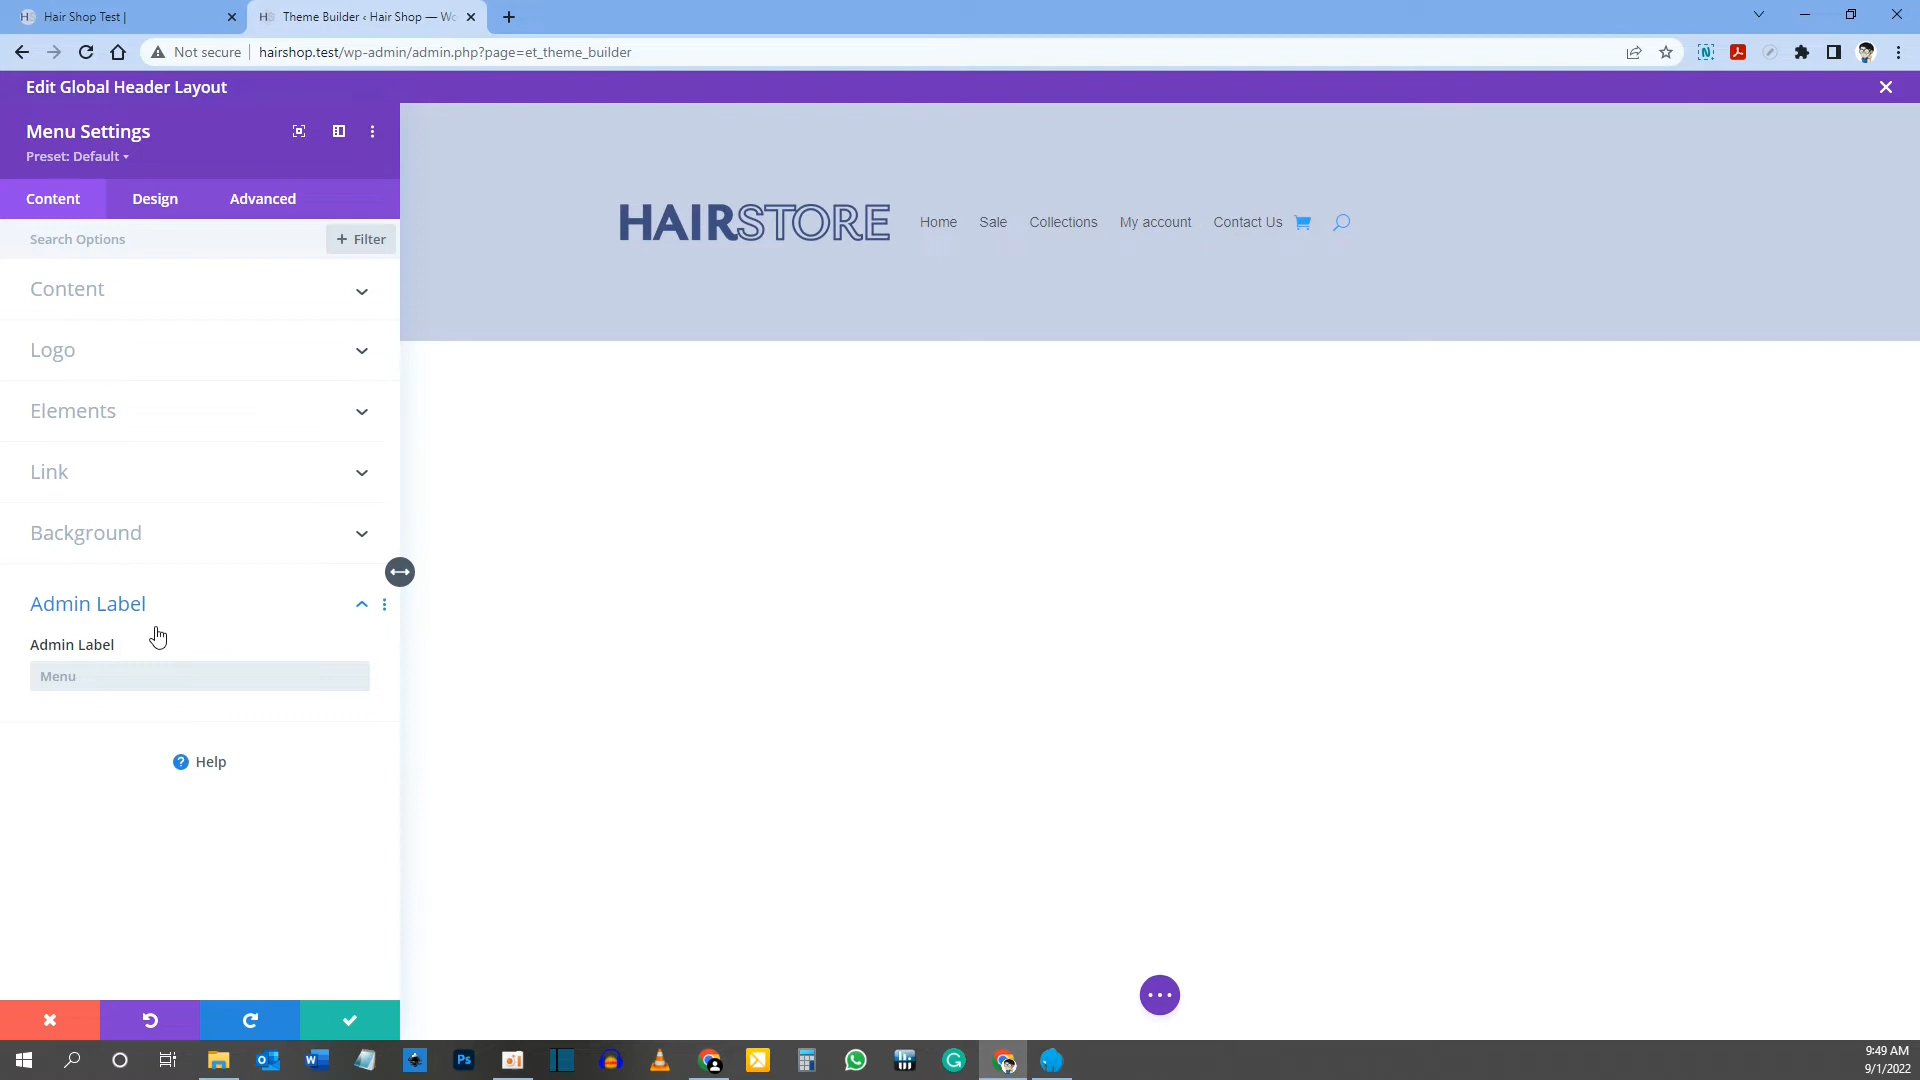 Hair Shop Test |
Theme Builder ‹ Hair Shop — Wo
Not secure
hairshop.test/wp-admin/admin.php?page=et_theme_builder
Edit Global Header Layout
Menu Settings
Preset: Default
Content
Design
Advanced
Search Options
+ Filter
Content
Logo
Elements
Link
Background
Admin Label
Admin Label
Menu
? Help
HAIRSTORE
Home
Sale
Collections
My account
Contact Us
9:49 AM
9/1/2022